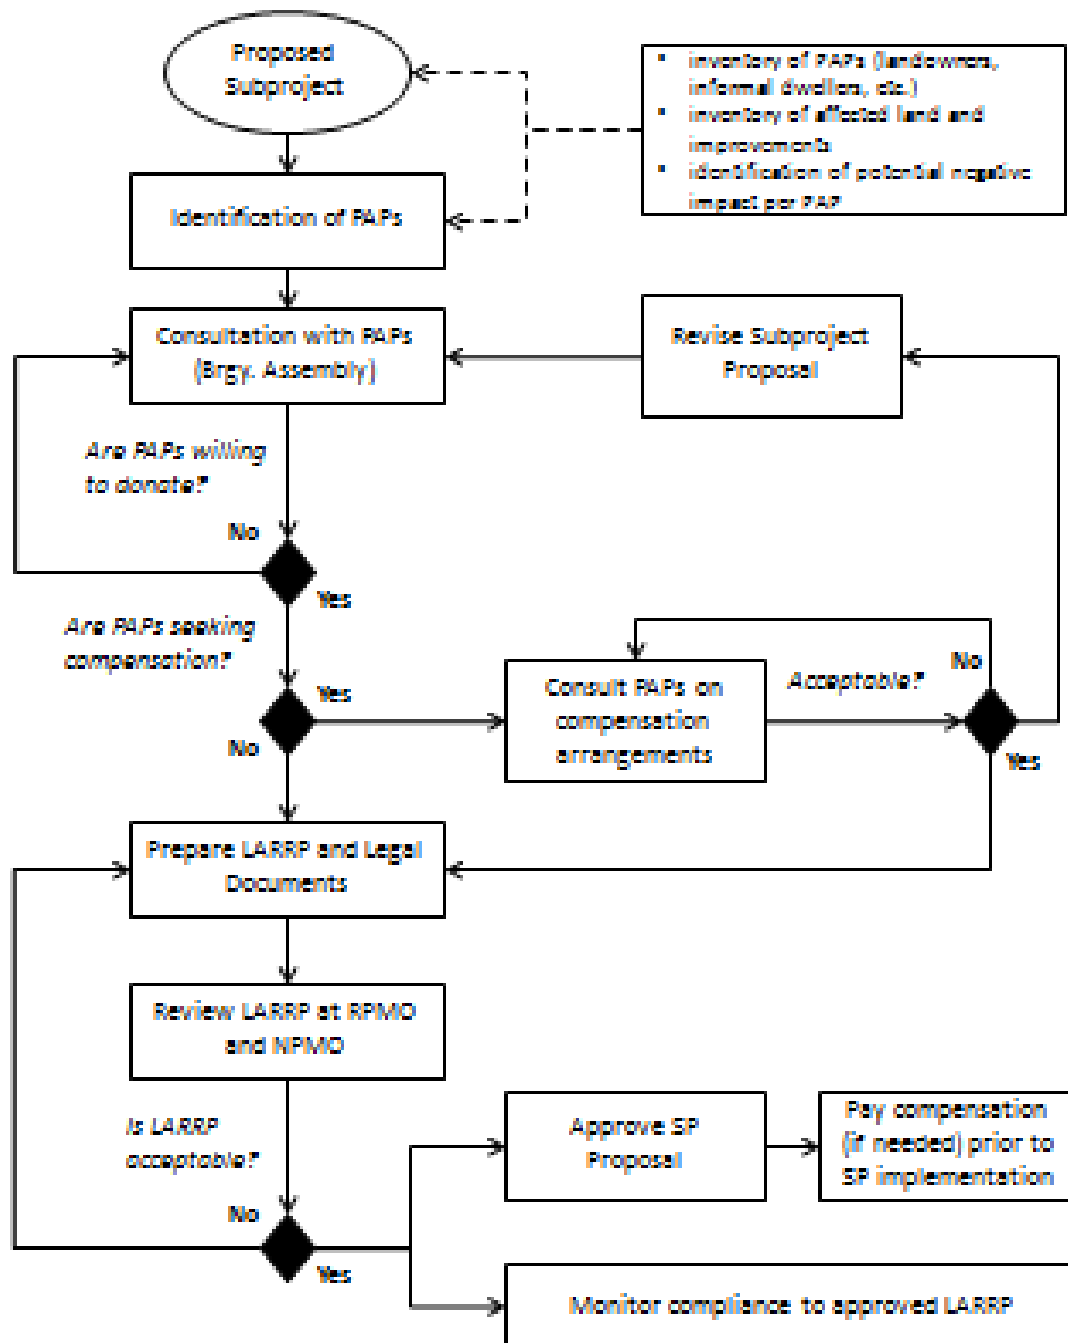 Proposed
Subproject
• inventory of PAPs (landowners,
informal dwellers, etc.)
• inventory of affected land and
improvements
• identification of potential negative
impact per PAP
Identification of PAPs
Consultation with PAPs
(Brgy. Assembly)
Revise Subproject
Proposal
Are PAPs willing
to donate?
No
Yes
Are PAPs seeking
compensation?
Yes
No
Consult PAPs on
compensation
arrangements
Acceptable?
No
Yes
Prepare LARRP and Legal
Documents
Review LARRP at RPMO
and NPMO
Is LARRP
acceptable?
No
Yes
Approve SP
Proposal
Pay compensation
(if needed) prior to
SP implementation
Monitor compliance to approved LARRP